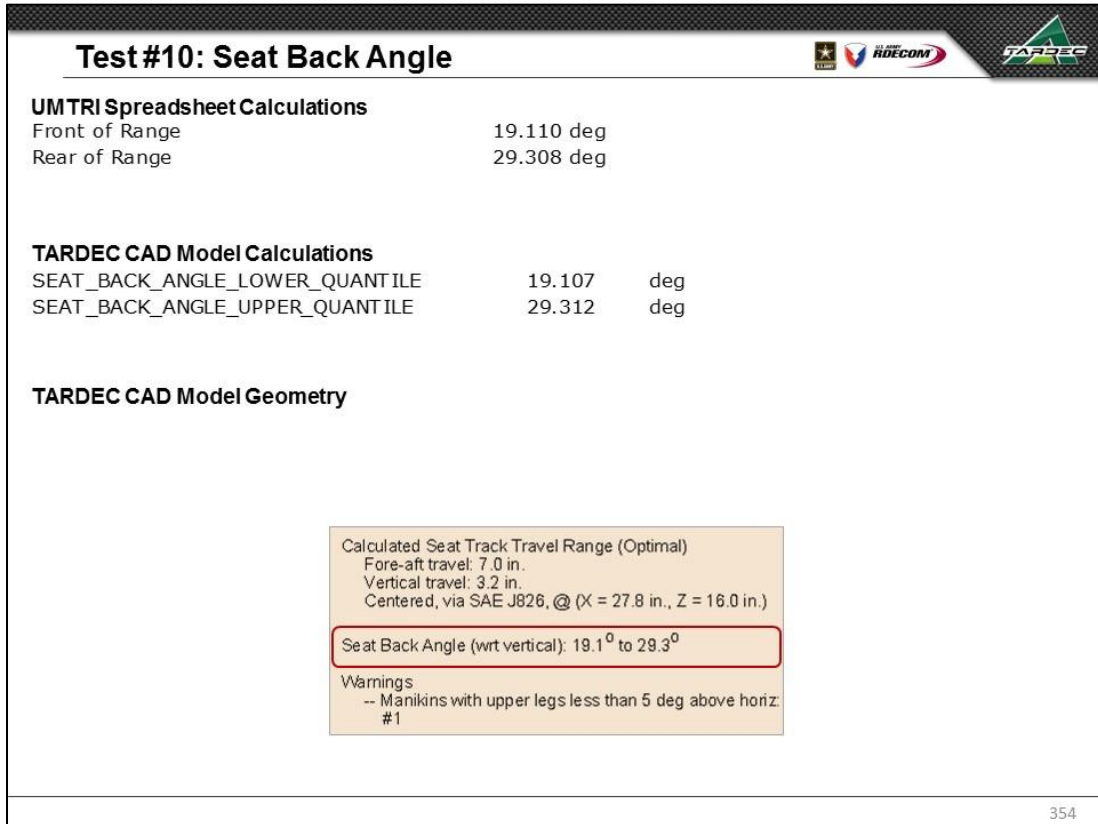 Test #10: Seat Back Angle
U.S. ARMY
U.S. ARMY
RDECOM
TARDEC
UMTRI Spreadsheet Calculations
Front of Range 19.110 deg
Rear of Range 29.308 deg
TARDEC CAD Model Calculations
SEAT_BACK_ANGLE_LOWER_QUANTILE 19.107 deg
SEAT_BACK_ANGLE_UPPER_QUANTILE 29.312 deg
TARDEC CAD Model Geometry
Calculated Seat Track Travel Range (Optimal)
Fore-aft travel: 7.0 in.
Vertical travel: 3.2 in.
Centered, via SAE J826, @ (X = 27.8 in., Z = 16.0 in.)
Seat Back Angle (wrt vertical): 19.1⁰ to 29.3⁰
Warnings
-- Manikins with upper legs less than 5 deg above horiz:
#1
354